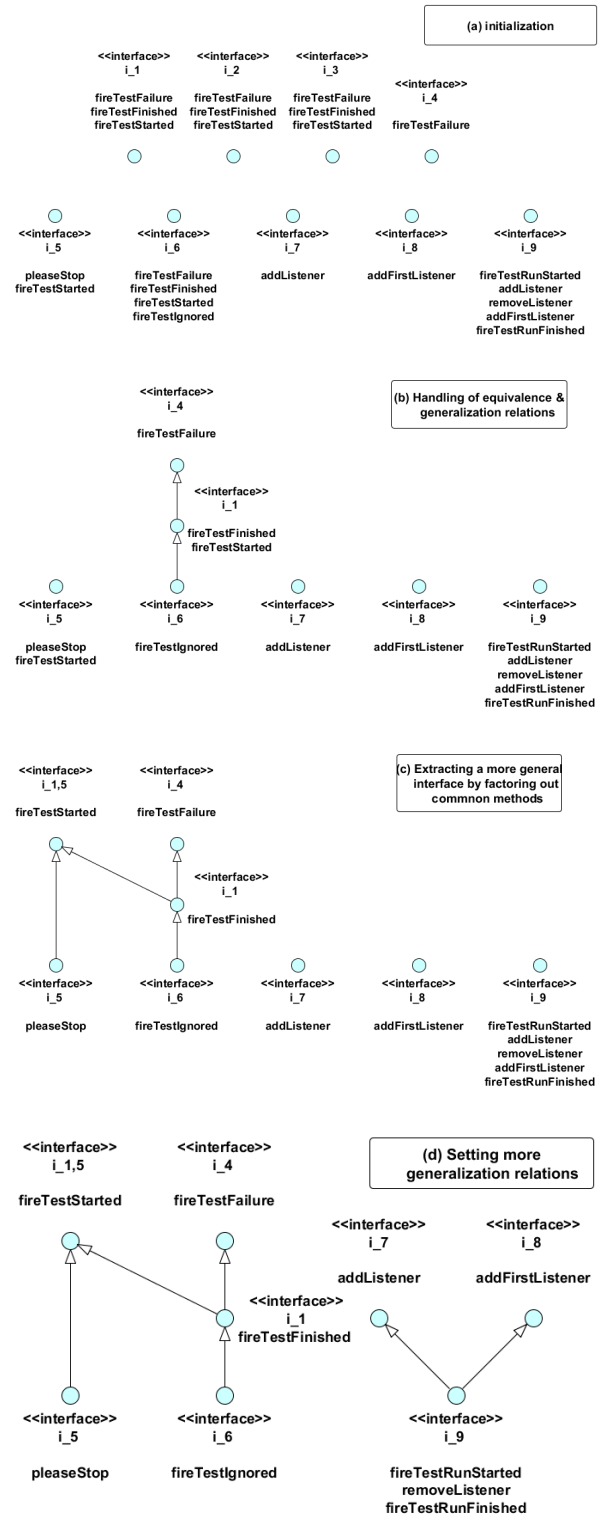 (a) initialization
<<interface>>
i_1
fireTestFailure
fireTestFinished
fireTestStarted
<<interface>>
i_2
fireTestFailure
fireTestFinished
fireTestStarted
<<interface>>
i_3
fireTestFailure
fireTestFinished
fireTestStarted
<<interface>>
i_4
fireTestFailure
<<interface>>
i_5
pleaseStop
fireTestStarted
<<interface>>
i_6
fireTestFailure
fireTestFinished
fireTestStarted
fireTestIgnored
<<interface>>
i_7
addListener
<<interface>>
i_8
addFirstListener
<<interface>>
i_9
fireTestRunStarted
addListener
removeListener
addFirstListener
fireTestRunFinished
(b) Handling of equivalence &
generalization relations
<<interface>>
i_4
fireTestFailure
<<interface>>
i_1
fireTestFinished
fireTestStarted
<<interface>>
i_5
pleaseStop
fireTestStarted
<<interface>>
i_6
fireTestIgnored
<<interface>>
i_7
addListener
<<interface>>
i_8
addFirstListener
<<interface>>
i_9
fireTestRunStarted
addListener
removeListener
addFirstListener
fireTestRunFinished
(c) Extracting a more general
interface by factoring out
commnon methods
<<interface>>
i_1,5
fireTestStarted
<<interface>>
i_4
fireTestFailure
<<interface>>
i_1
fireTestFinished
<<interface>>
i_5
pleaseStop
<<interface>>
i_6
fireTestIgnored
<<interface>>
i_7
addListener
<<interface>>
i_8
addFirstListener
<<interface>>
i_9
fireTestRunStarted
addListener
removeListener
addFirstListener
fireTestRunFinished
(d) Setting more
generalization relations
<<interface>>
i_1,5
fireTestStarted
<<interface>>
i_4
fireTestFailure
<<interface>>
i_7
addListener
<<interface>>
i_8
addFirstListener
<<interface>>
i_1
fireTestFinished
<<interface>>
i_5
pleaseStop
<<interface>>
i_6
fireTestIgnored
<<interface>>
i_9
fireTestRunStarted
removeListener
fireTestRunFinished